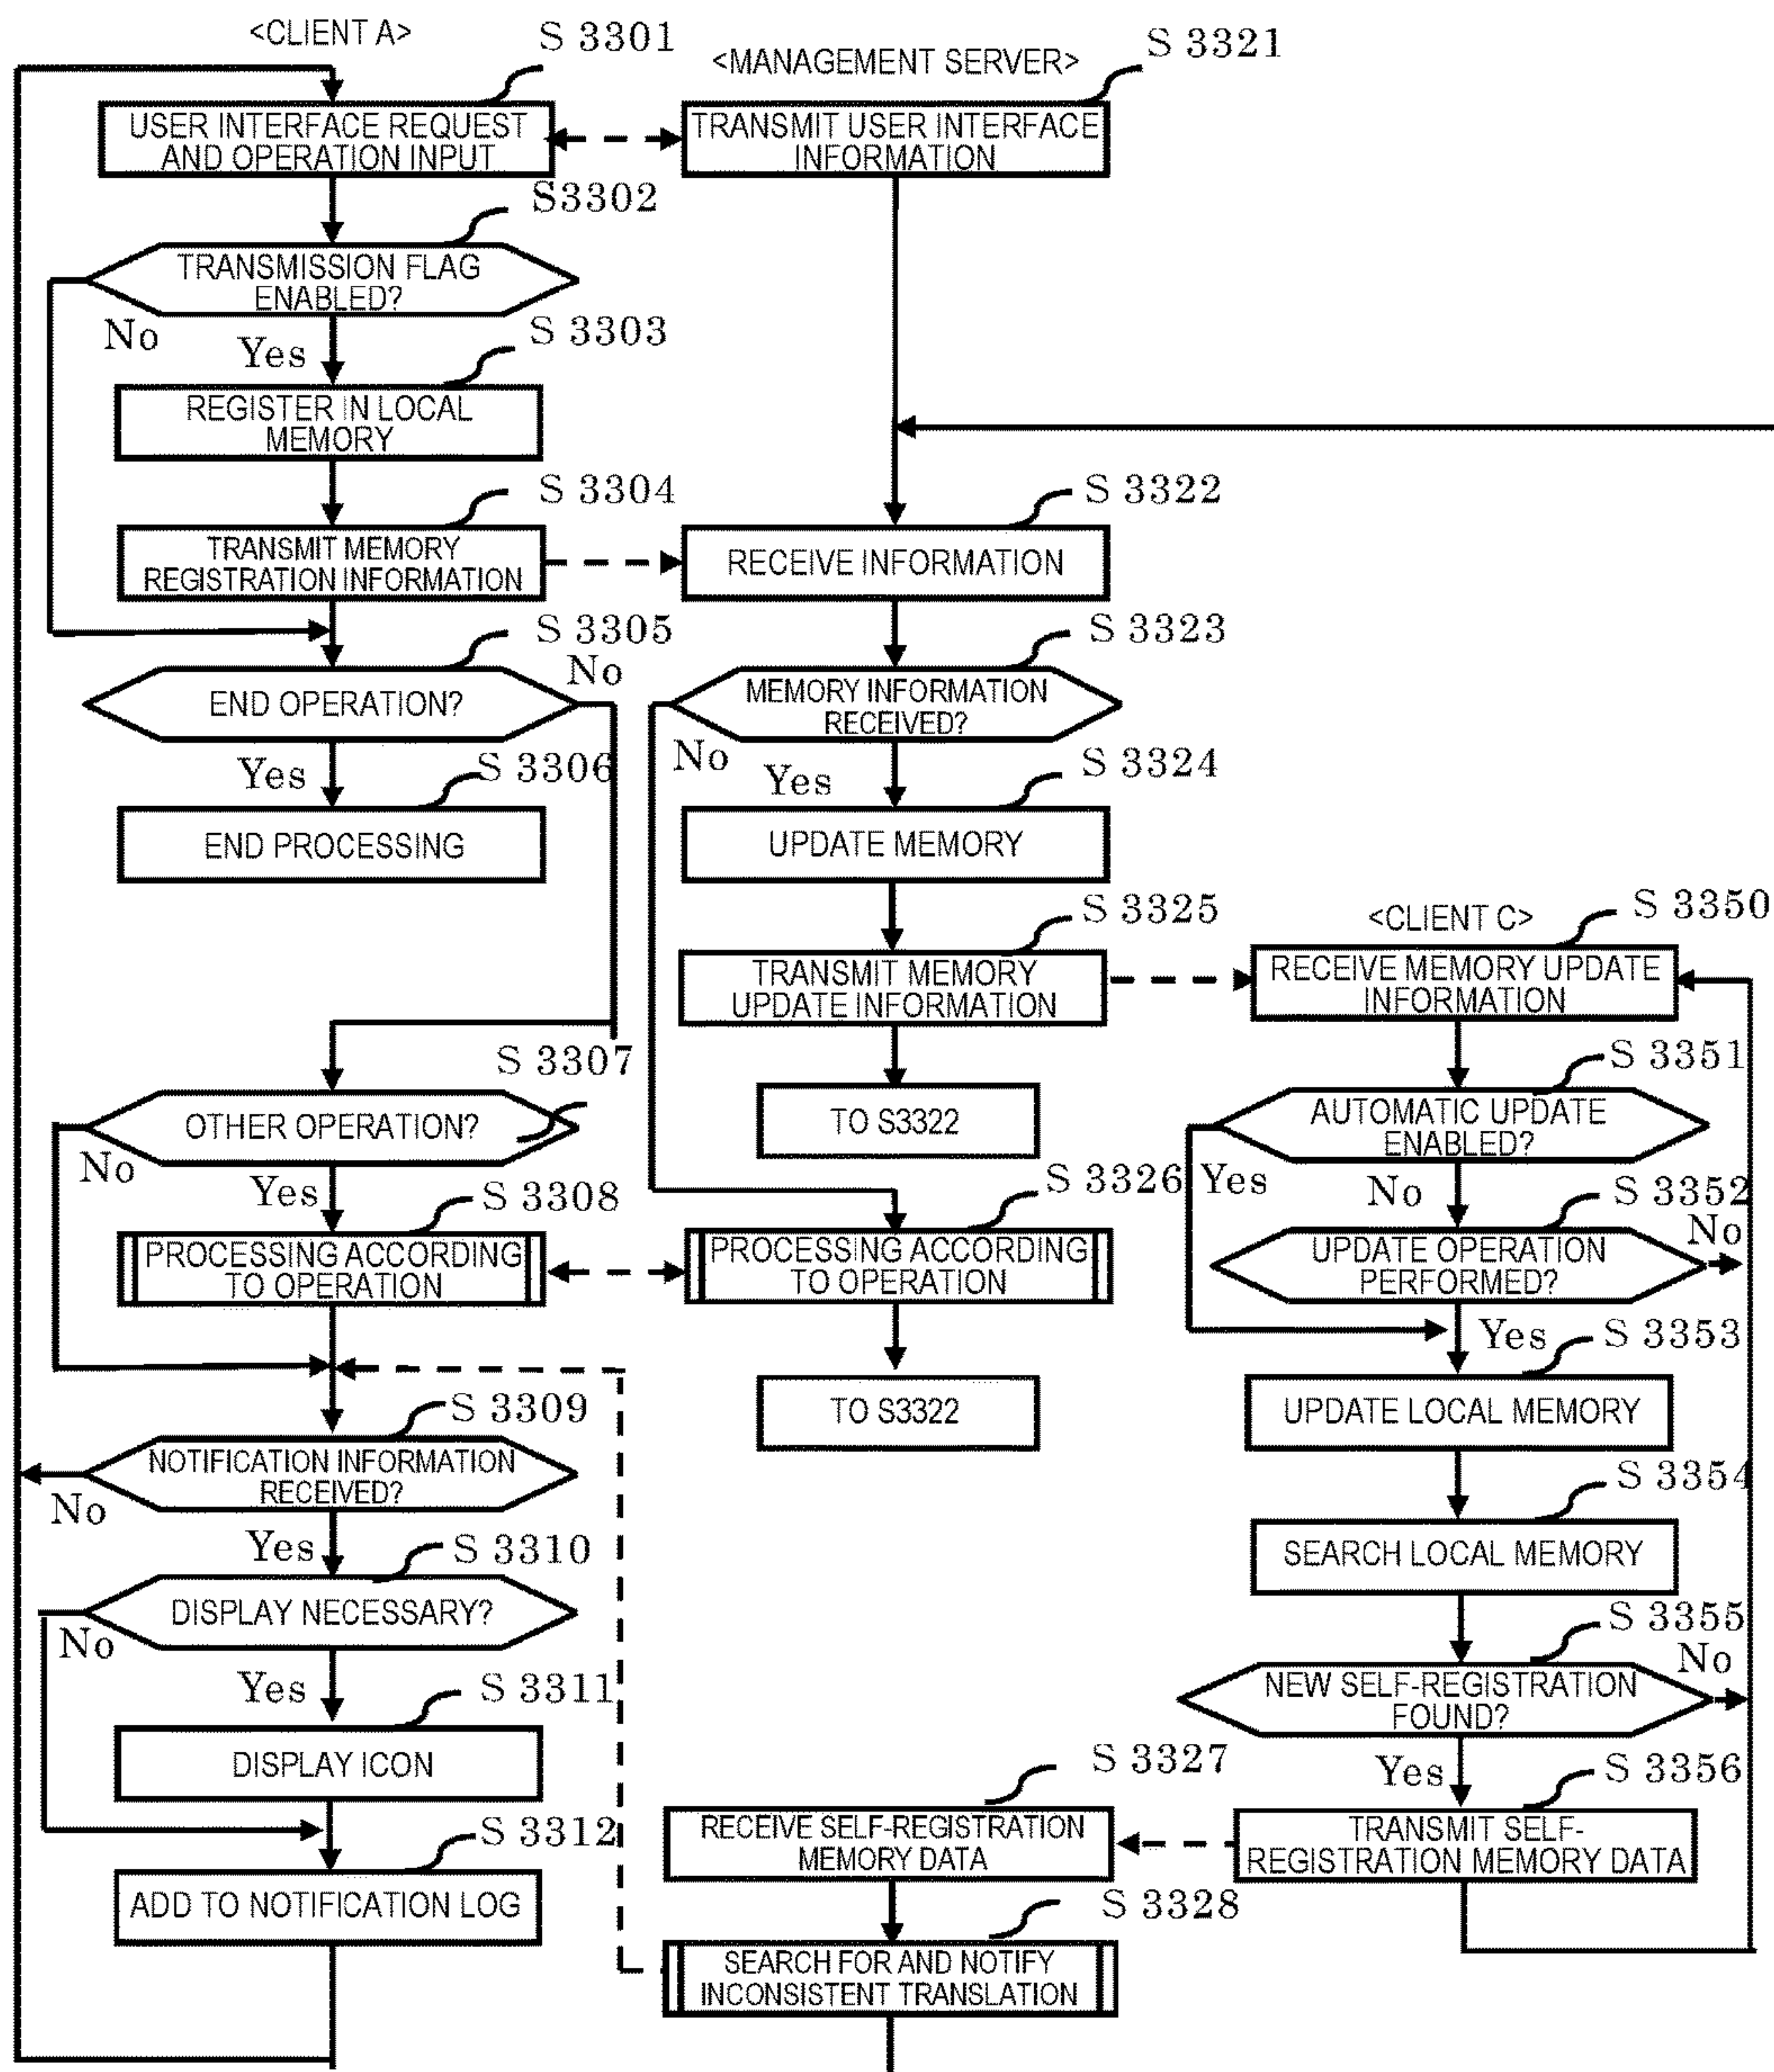 <CLIENT A>
S 3301
USER INTERFACE REQUEST
AND OPERATION INPUT
S3302
TRANSMISSION FLAG
ENABLED?
No
Yes
S 3303
REGISTER IN LOCAL
MEMORY
S 3304
TRANSMIT MEMORY
REGISTRATION INFORMATION
S 3305
END OPERATION?
No
Yes
S 3306
END PROCESSING
S 3307
OTHER OPERATION?
No
Yes
S 3308
PROCESSING ACCORDING
TO OPERATION
S 3309
NOTIFICATION INFORMATION
RECEIVED?
No
Yes
S 3310
DISPLAY NECESSARY?
No
Yes
S 3311
DISPLAY ICON
S 3312
ADD TO NOTIFICATION LOG
<MANAGEMENT SERVER>
S 3321
TRANSMIT USER INTERFACE
INFORMATION
S 3322
RECEIVE INFORMATION
S 3323
MEMORY INFORMATION
RECEIVED?
No
Yes
S 3324
UPDATE MEMORY
S 3325
TRANSMIT MEMORY
UPDATE INFORMATION
TO S3322
S 3326
PROCESSING ACCORDING
TO OPERATION
TO S3322
S 3327
RECEIVE SELF-REGISTRATION
MEMORY DATA
S 3328
SEARCH FOR AND NOTIFY
INCONSISTENT TRANSLATION
<CLIENT C>
S 3350
RECEIVE MEMORY UPDATE
INFORMATION
S 3351
AUTOMATIC UPDATE
ENABLED?
Yes
No
S 3352
UPDATE OPERATION
PERFORMED?
No
Yes
S 3353
UPDATE LOCAL MEMORY
S 3354
SEARCH LOCAL MEMORY
S 3355
NEW SELF-REGISTRATION
FOUND?
No
Yes
S 3356
TRANSMIT SELF-
REGISTRATION MEMORY DATA